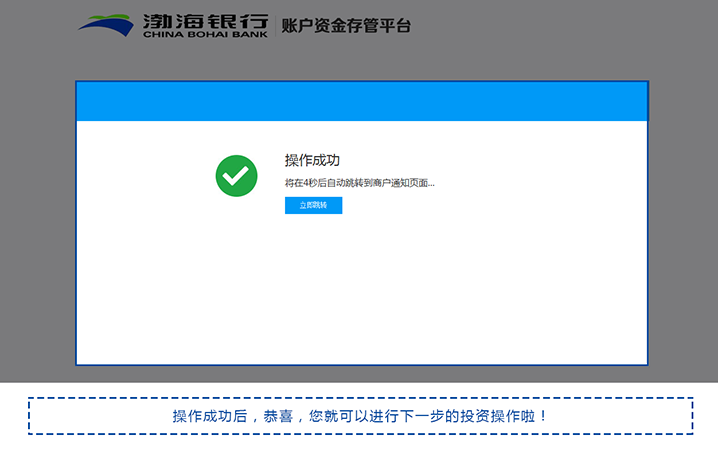 渤海银行 账户资金存管平台
CHINA BOHAI BANK
操作成功
将在4秒后自动跳转到商户通知页面...
立即跳转
操作成功后，恭喜，您就可以进行下一步的投资操作啦！